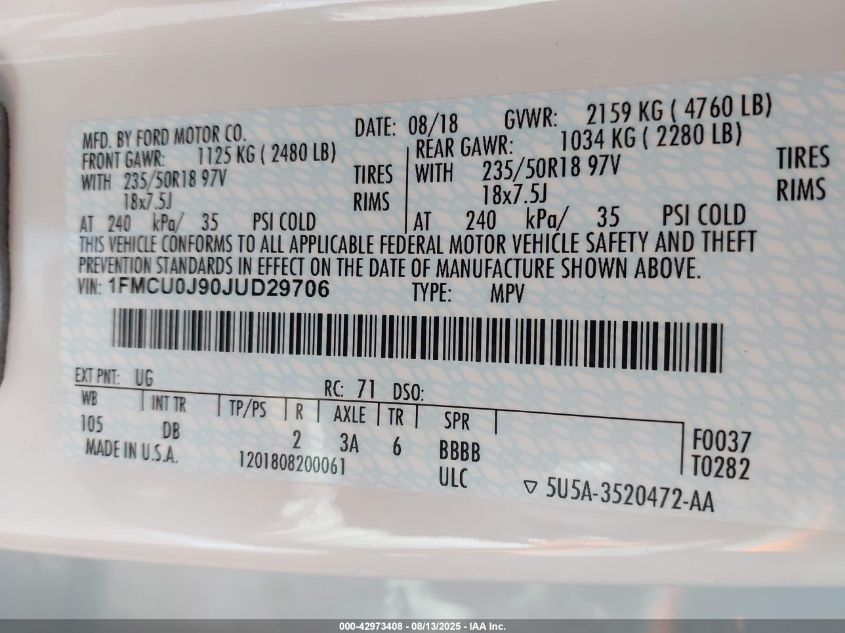 MFD. BY FORD MOTOR CO.
DATE: 08/18 GVWR: 2159 KG ( 4760 LB)
FRONT GAWR: 1125 KG ( 2480 LB)
WITH 235/50R18 97V TIRES
18x7.5J RIMS
AT 240 kPa/ 35 PSI COLD
REAR GAWR: 1034 KG ( 2280 LB)
WITH 235/50R18 97V TIRES
18x7.5J RIMS
AT 240 kPa/ 35 PSI COLD
THIS VEHICLE CONFORMS TO ALL APPLICABLE FEDERAL MOTOR VEHICLE SAFETY AND THEFT
PREVENTION STANDARDS IN EFFECT ON THE DATE OF MANUFACTURE SHOWN ABOVE.
VIN: 1FMCU0J90JUD29706 TYPE: MPV
EXT PNT: UG RC: 71 DSO:
WB INT TR TP/PS R AXLE TR SPR
105 DB 2 3A 6 BBBB F0037
MADE IN U.S.A. 1201808200061 ULC T0282
5U5A-3520472-AA
000-42973408 - 08/13/2025 - IAA Inc.